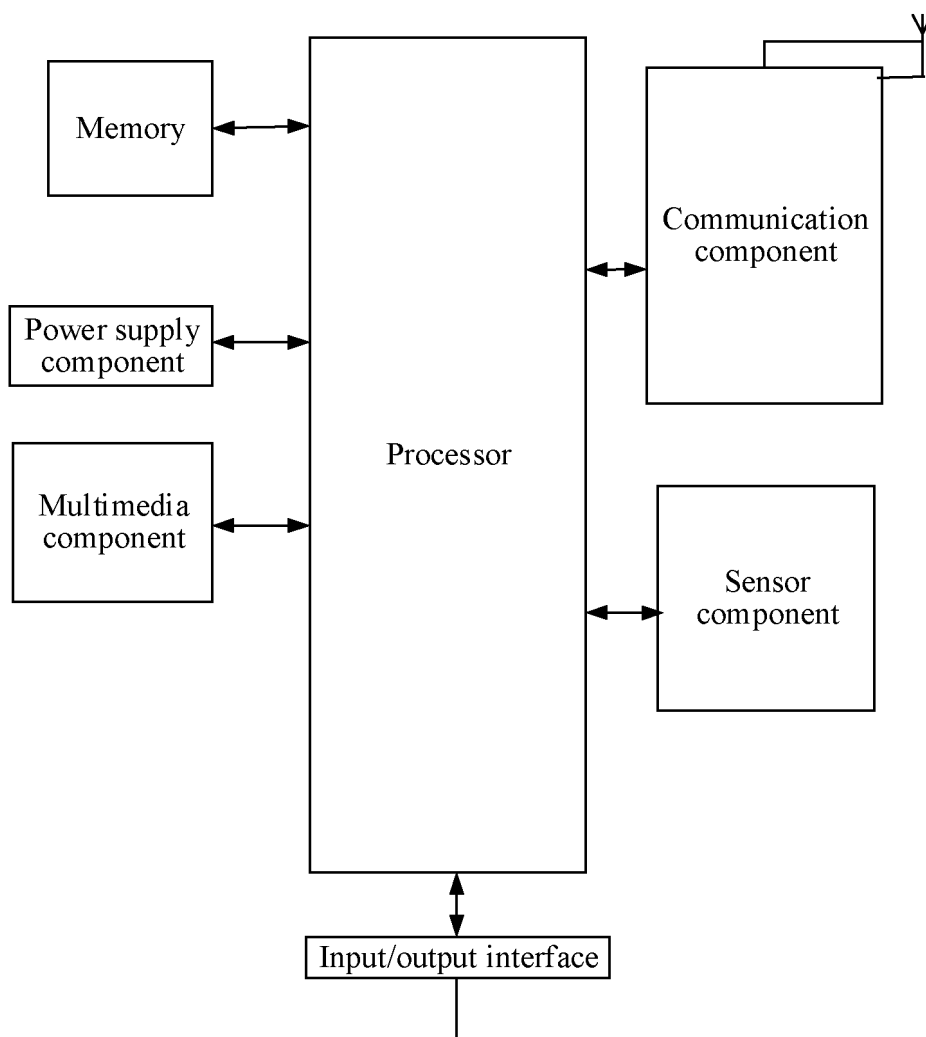 Memory
Power supply
component
Multimedia
component
Processor
Communication
component
Sensor
component
Input/output interface